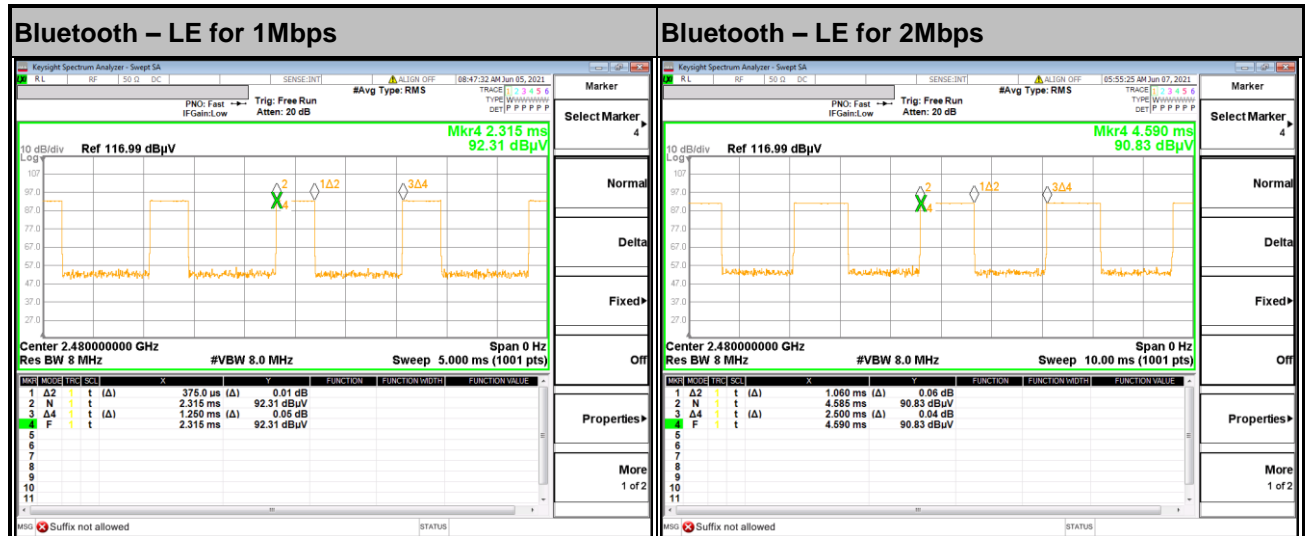 Bluetooth – LE for 1Mbps
Keysight Spectrum Analyzer - Swept SA
RL RF 50 Ω DC SENSE:INT ALIGN OFF 08:47:32 AM Jun 05, 2021
#Avg Type: RMS
TRACE 1 2 3 4 5 6
TYPE WWWWWW
DET P P P P P P
PNO: Fast Trig: Free Run
IFGain:Low Atten: 20 dB
Mkr4 2.315 ms
92.31 dBµV
10 dB/div Ref 116.99 dBµV
Log
107
97.0
87.0
77.0
67.0
57.0
47.0
37.0
27.0
2
1Δ2
3Δ4
4
Center 2.480000000 GHz Span 0 Hz
Res BW 8 MHz #VBW 8.0 MHz Sweep 5.000 ms (1001 pts)
MKR MODE TRC SCL X Y FUNCTION FUNCTION WIDTH FUNCTION VALUE
1 Δ2 1 t (Δ) 375.0 µs (Δ) 0.01 dB
2 N 1 t 2.315 ms 92.31 dBµV
3 Δ4 1 t (Δ) 1.250 ms (Δ) 0.05 dB
4 F 1 t 2.315 ms 92.31 dBµV
5
6
7
8
9
10
11
MSG Suffix not allowed STATUS
Marker
Select Marker
4
Normal
Delta
Fixed
Off
Properties
More
1 of 2
Bluetooth – LE for 2Mbps
Keysight Spectrum Analyzer - Swept SA
RL RF 50 Ω DC SENSE:INT ALIGN OFF 05:55:25 AM Jun 07, 2021
#Avg Type: RMS
TRACE 1 2 3 4 5 6
TYPE WWWWWW
DET P P P P P P
PNO: Fast Trig: Free Run
IFGain:Low Atten: 20 dB
Mkr4 4.590 ms
90.83 dBµV
10 dB/div Ref 116.99 dBµV
Log
107
97.0
87.0
77.0
67.0
57.0
47.0
37.0
27.0
2
1Δ2
3Δ4
4
Center 2.480000000 GHz Span 0 Hz
Res BW 8 MHz #VBW 8.0 MHz Sweep 10.00 ms (1001 pts)
MKR MODE TRC SCL X Y FUNCTION FUNCTION WIDTH FUNCTION VALUE
1 Δ2 1 t (Δ) 1.060 ms (Δ) 0.06 dB
2 N 1 t 4.585 ms 90.83 dBµV
3 Δ4 1 t (Δ) 2.500 ms (Δ) 0.04 dB
4 F 1 t 4.590 ms 90.83 dBµV
5
6
7
8
9
10
11
MSG Suffix not allowed STATUS
Marker
Select Marker
4
Normal
Delta
Fixed
Off
Properties
More
1 of 2